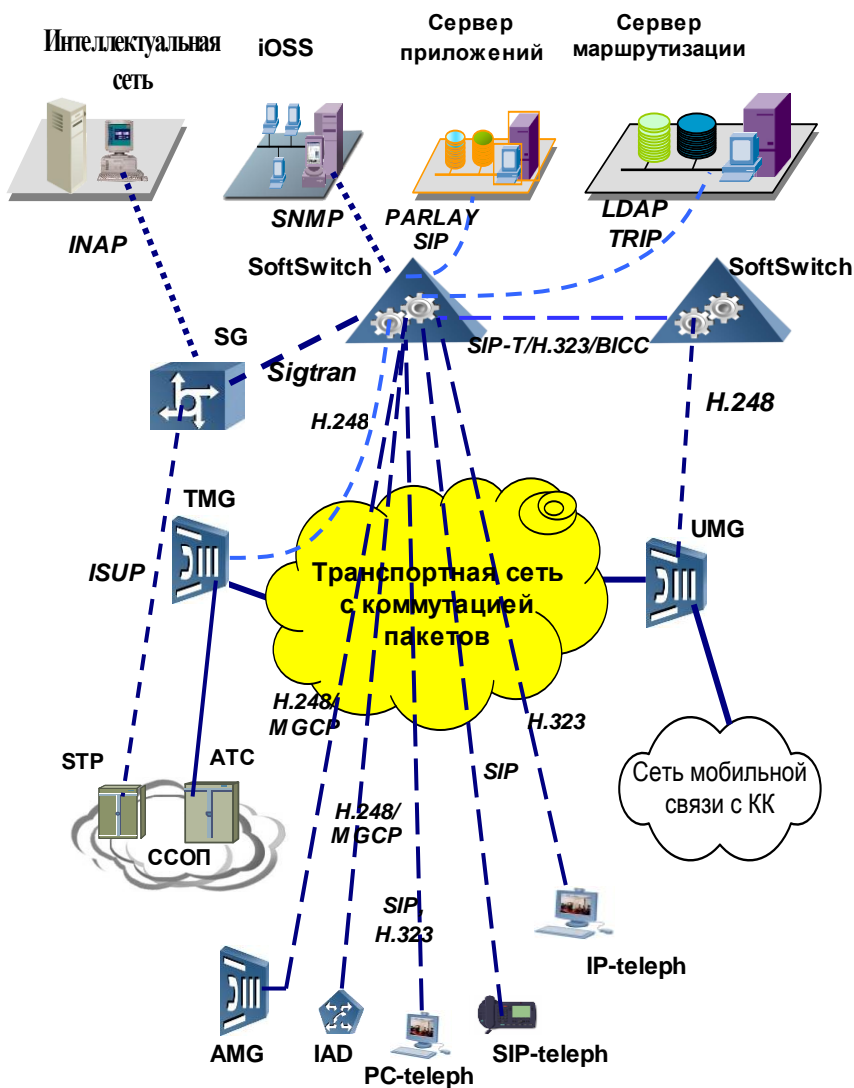 Интеллектуальная
сеть
iOSS
Сервер
приложений
Сервер
маршрутизации
INAP
SNMP
PARLAY
SIP
LDAP
TRIP
SoftSwitch
SoftSwitch
SG
Sigtran
SIP-T/H.323/BICC
H.248
H.248
TMG
UMG
ISUP
Транспортная сеть
с коммутацией
пакетов
H.248/
MGCP
H.323
STP
АТС
SIP
Сеть мобильной
связи с КК
H.248/
MGCP
ССОП
SIP,
H.323
IP-teleph
AMG
IAD
SIP-teleph
PC-teleph